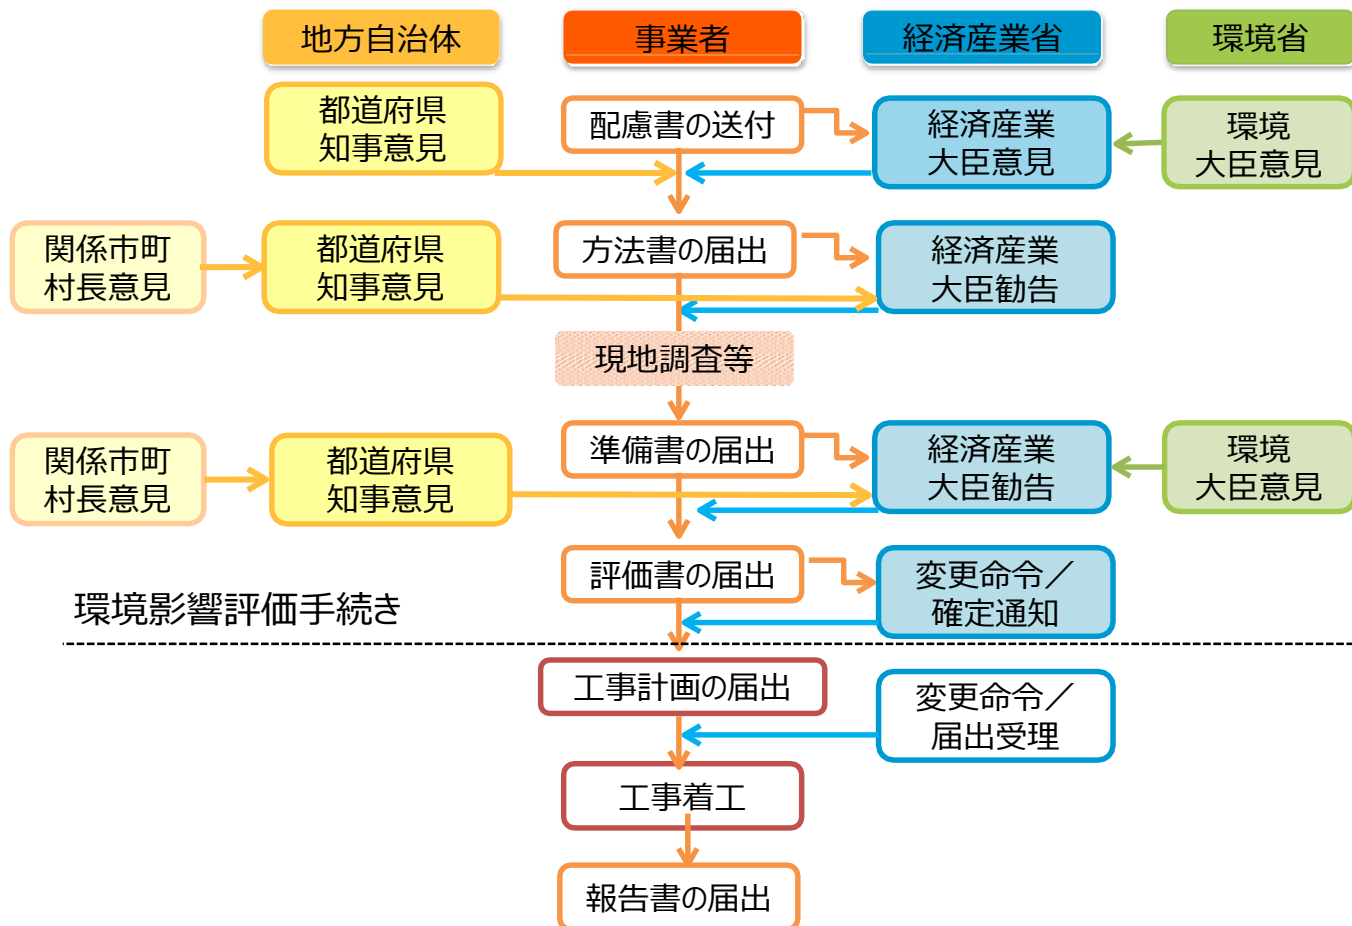 地方自治体
事業者
経済産業省
環境省
都道府県
知事意見
配慮書の送付
経済産業
大臣意見
環境
大臣意見
関係市町
村長意見
都道府県
知事意見
方法書の届出
経済産業
大臣勧告
現地調査等
関係市町
村長意見
都道府県
知事意見
準備書の届出
経済産業
大臣勧告
環境
大臣意見
評価書の届出
変更命令／
確定通知
環境影響評価手続き
工事計画の届出
変更命令／
届出受理
工事着工
報告書の届出